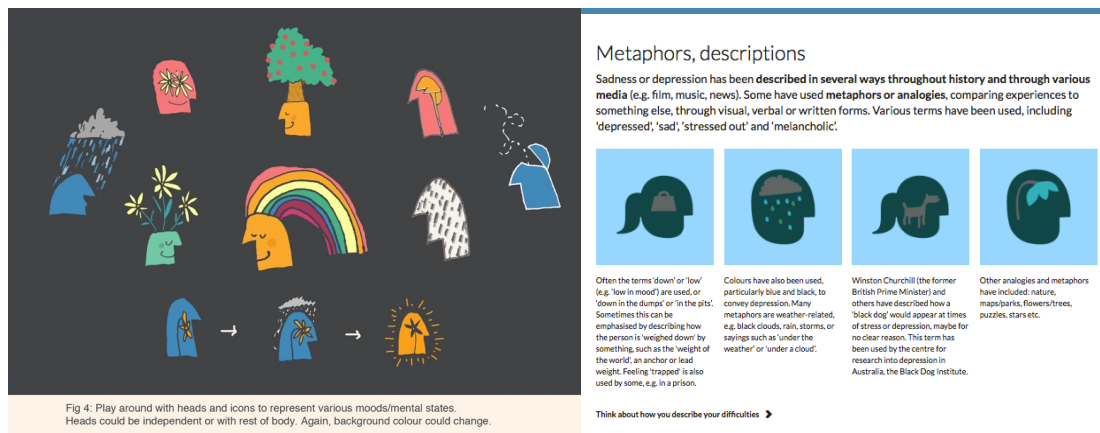 Fig 4: Play around with heads and icons to represent various moods/mental states.
Heads could be independent or with rest of body. Again, background colour could change.
Metaphors, descriptions
Sadness or depression has been described in several ways throughout history and through various
media (e.g. film, music, news). Some have used metaphors or analogies, comparing experiences to
something else, through visual, verbal or written forms. Various terms have been used, including
'depressed', 'sad', 'stressed out' and 'melancholic'.
Often the terms 'down' or 'low'
(e.g. 'low in mood') are used, or
'down in the dumps' or 'in the pits'.
Sometimes this can be
emphasised by describing how
the person is 'weighed down' by
something, such as the 'weight of
the world', an anchor or lead
weight. Feeling 'trapped' is also
used by some, e.g. in a prison.
Colours have also been used,
particularly blue and black, to
convey depression. Many
metaphors are weather-related,
e.g. black clouds, rain, storms, or
sayings such as 'under the
weather' or 'under a cloud'.
Winston Churchill (the former
British Prime Minister) and
others have described how a
'black dog' would appear at times
of stress or depression, maybe for
no clear reason. This term has
been used by the centre for
research into depression in
Australia, the Black Dog Institute.
Other analogies and metaphors
have included: nature,
maps/parks, flowers/trees,
puzzles, stars etc.
Think about how you describe your difficulties